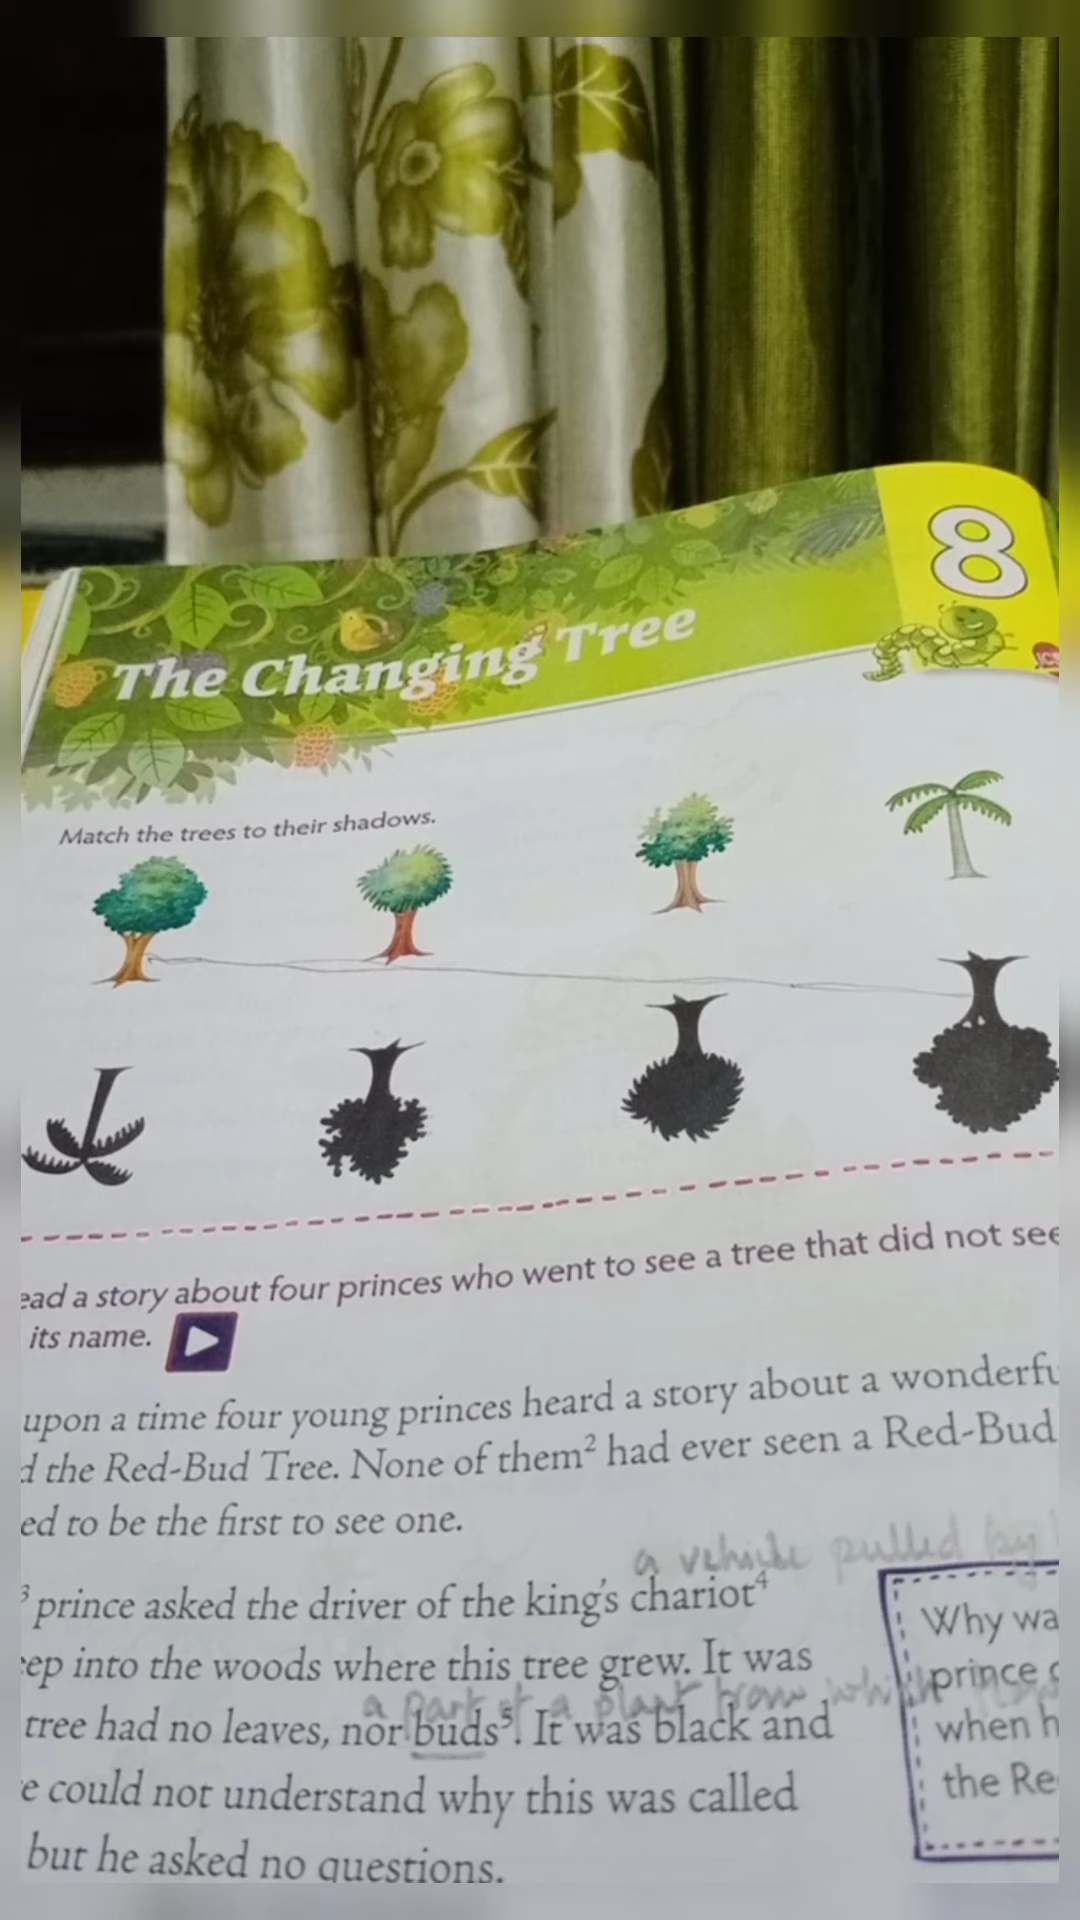 8
The Changing Tree
Match the trees to their shadows.
ead a story about four princes who went to see a tree that did not see
its name.
upon a time four young princes heard a story about a wonderfu
d the Red-Bud Tree. None of them² had ever seen a Red-Bud
ed to be the first to see one.
a vehicle pulled by
³ prince asked the driver of the king's chariot⁴
eep into the woods where this tree grew. It was
a part of a plant from which
tree had no leaves, nor buds⁵. It was black and
e could not understand why this was called
but he asked no questions.
Why wa
prince
when h
the Re